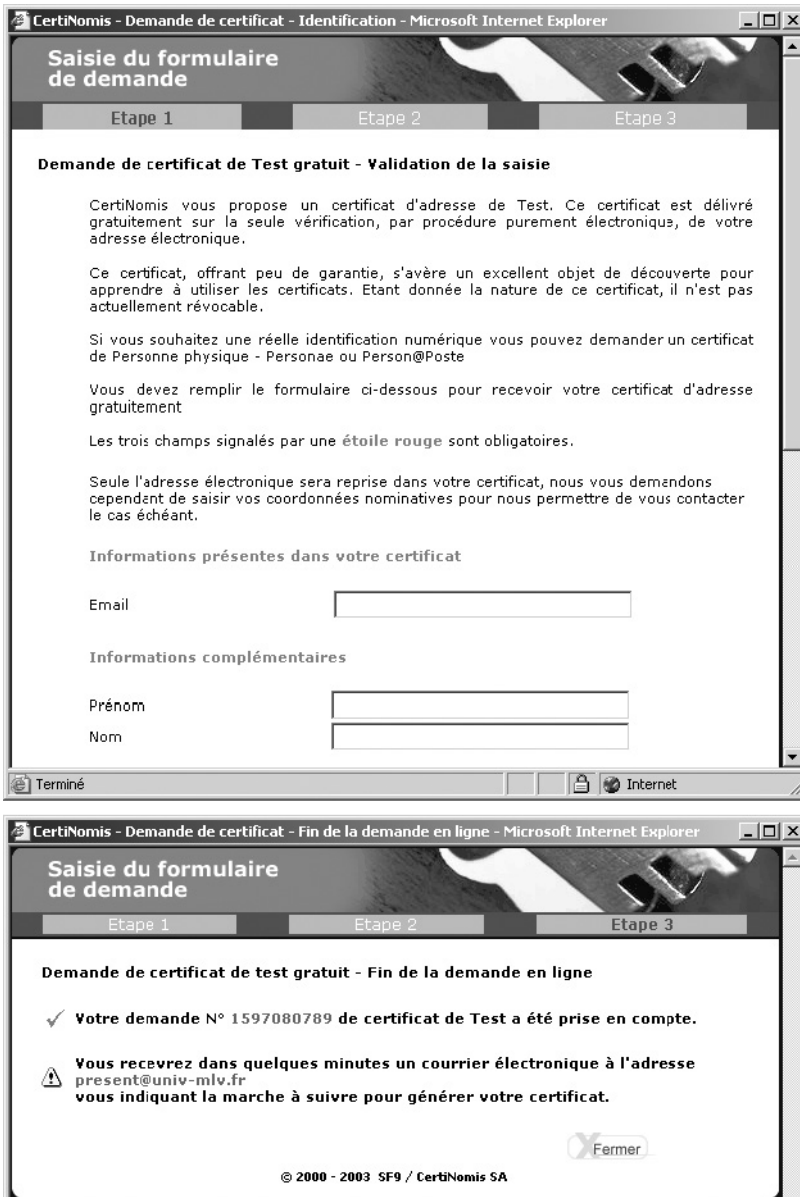 CertiNomis - Demande de certificat - Identification - Microsoft Internet Explorer
Saisie du formulaire
de demande
Etape 1 Etape 2 Etape 3
Demande de certificat de Test gratuit - Validation de la saisie
CertiNomis vous propose un certificat d'adresse de Test. Ce certificat est délivré
gratuitement sur la seule vérification, par procédure purement électronique, de votre
adresse électronique.
Ce certificat, offrant peu de garantie, s'avère un excellent objet de découverte pour
apprendre à utiliser les certificats. Etant donnée la nature de ce certificat, il n'est pas
actuellement révocable.
Si vous souhaitez une réelle identification numérique vous pouvez demander un certificat
de Personne physique - Personae ou Person@Poste
Vous devez remplir le formulaire ci-dessous pour recevoir votre certificat d'adresse
gratuitement
Les trois champs signalés par une étoile rouge sont obligatoires.
Seule l'adresse électronique sera reprise dans votre certificat, nous vous demandons
cependant de saisir vos coordonnées nominatives pour nous permettre de vous contacter
le cas échéant.
Informations présentes dans votre certificat
Email
Informations complémentaires
Prénom
Nom
Terminé Internet
CertiNomis - Demande de certificat - Fin de la demande en ligne - Microsoft Internet Explorer
Saisie du formulaire
de demande
Etape 1 Etape 2 Etape 3
Demande de certificat de test gratuit - Fin de la demande en ligne
Votre demande N° 1597080789 de certificat de Test a été prise en compte.
Vous recevrez dans quelques minutes un courrier électronique à l'adresse
present@univ-mlv.fr
vous indiquant la marche à suivre pour générer votre certificat.
Fermer
© 2000 - 2003 SF9 / CertiNomis SA